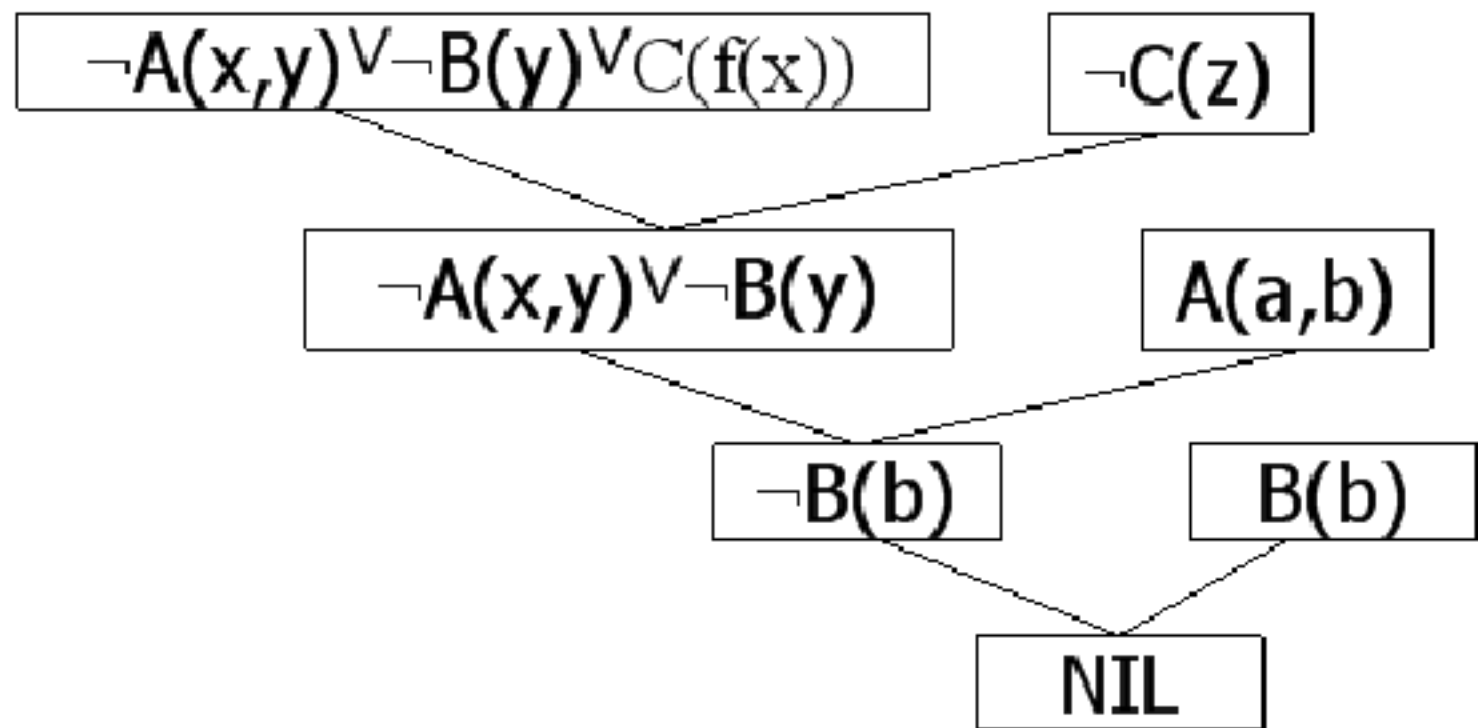 ¬A(x,y)∨¬B(y)∨C(f(x))
¬C(z)
¬A(x,y)∨¬B(y)
A(a,b)
¬B(b)
B(b)
NIL